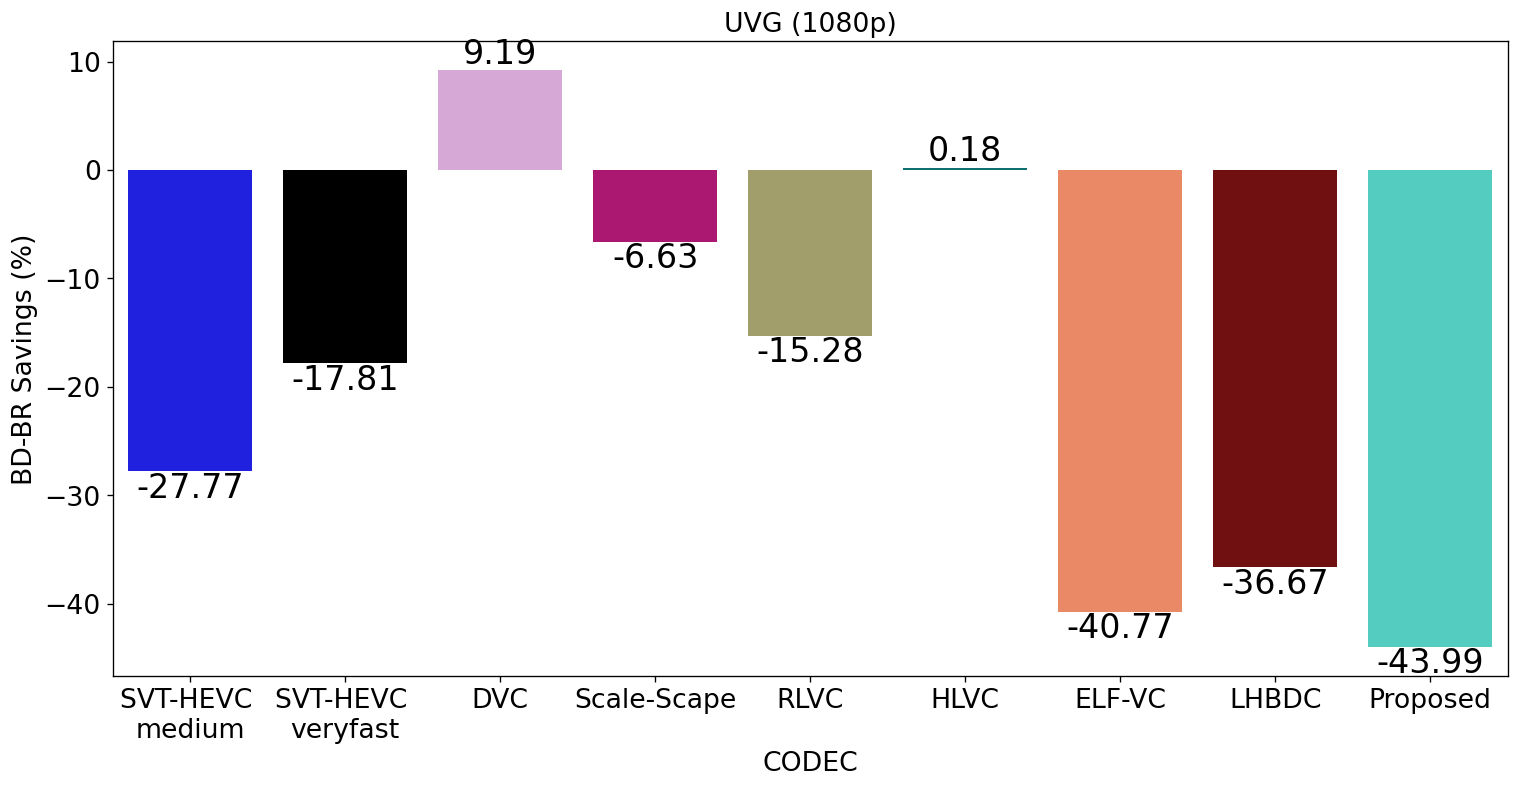 UVG (1080p)
BD-BR Savings (%)
10
0
−10
−20
−30
−40
-27.77
-17.81
9.19
-6.63
-15.28
0.18
-40.77
-36.67
-43.99
SVT-HEVC
medium
SVT-HEVC
veryfast
DVC
Scale-Scape
RLVC
HLVC
ELF-VC
LHBDC
Proposed
CODEC